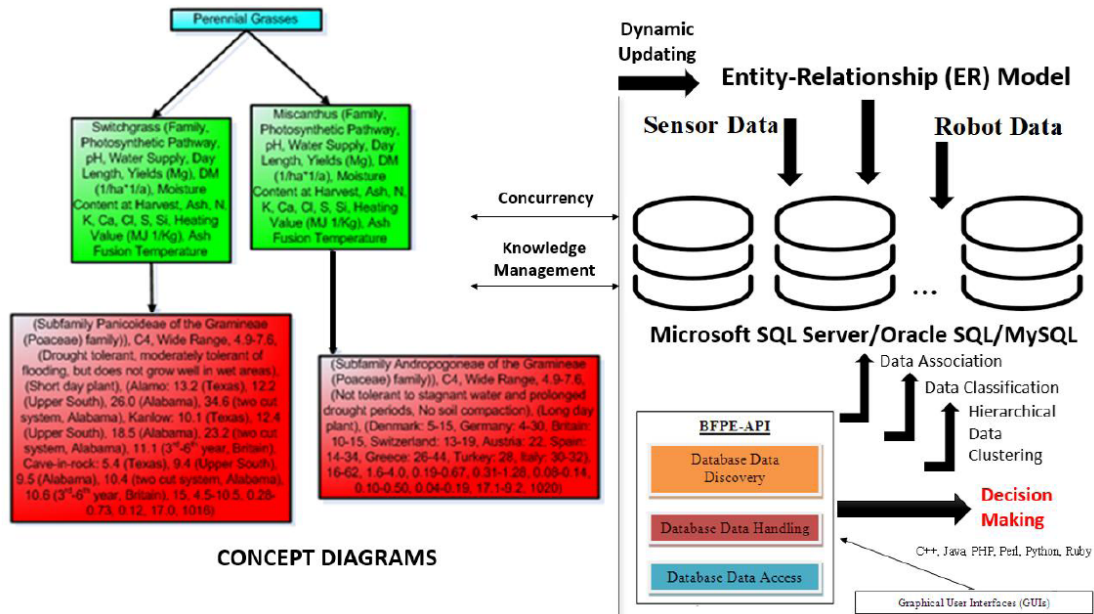 Perennial Grasses
Switchgrass (Family,
Photosynthetic Pathway,
pH, Water Supply, Day
Length, Yields (Mg), DM
(1/ha*1/a), Moisture
Content at Harvest, Ash, N,
K, Ca, Cl, S, Si, Heating
Value (MJ 1/Kg), Ash
Fusion Temperature
Miscanthus (Family,
Photosynthetic Pathway,
pH, Water Supply, Day
Length, Yields (Mg), DM
(1/ha*1/a), Moisture
Content at Harvest, Ash, N,
K, Ca, Cl, S, Si, Heating
Value (MJ 1/Kg), Ash
Fusion Temperature
(Subfamily Panicoideae of the Gramineae
(Poaceae) family)), C4, Wide Range, 4.9-7.6,
(Drought tolerant, moderately tolerant of
flooding, but does not grow well in wet areas),
(Short day plant), (Alamo: 13.2 (Texas), 12.2
(Upper South), 26.0 (Alabama), 34.6 (two cut
system, Alabama), Kanlow: 10.1 (Texas), 12.4
(Upper South), 18.5 (Alabama), 23.2 (two cut
system, Alabama), 11.1 (3rd-6th year, Britain),
Cave-in-rock: 5.4 (Texas), 9.4 (Upper South),
9.5 (Alabama), 10.4 (two cut system, Alabama),
10.6 (3rd-6th year, Britain), 15, 4.5-10.5, 0.28-
0.73, 0.12, 17.0, 1016)
(Subfamily Andropogoneae of the Gramineae
(Poaceae) family)), C4, Wide Range, 4.9-7.6,
(Not tolerant to stagnant water and prolonged
drought periods, No soil compaction), (Long day
plant), (Denmark: 5-15, Germany: 4-30, Britain:
10-15, Switzerland: 13-19, Austria: 22, Spain:
14-34, Greece: 26-44, Turkey: 28, Italy: 30-32),
16-62, 1.6-4.0, 0.19-0.67, 0.31-1.28, 0.08-0.14,
0.10-0.50, 0.04-0.19, 17.1-9.2, 1020)
CONCEPT DIAGRAMS
Concurrency
Knowledge
Management
Dynamic
Updating
Entity-Relationship (ER) Model
Sensor Data
Robot Data
...
Microsoft SQL Server/Oracle SQL/MySQL
Data Association
Data Classification
Hierarchical
Data
Clustering
BFPE-API
Database Data
Discovery
Database Data Handling
Database Data Access
Decision
Making
C++, Java, PHP, Perl, Python, Ruby
Graphical User Interfaces (GUIs)